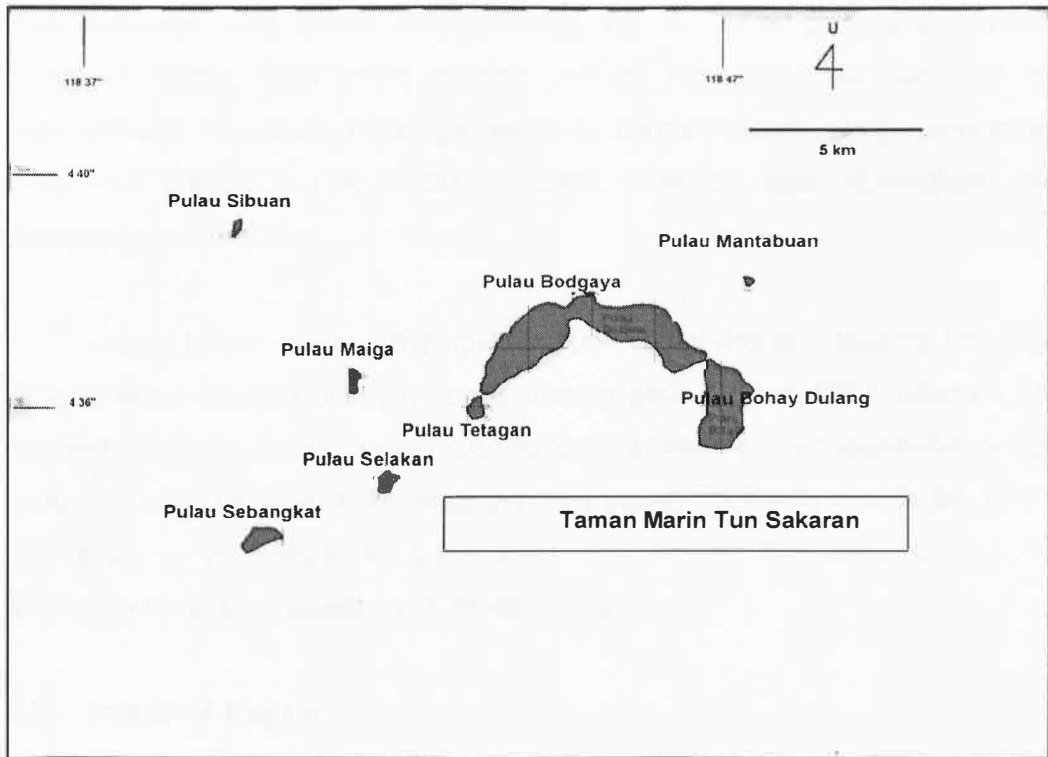 U
118 37"
118 47"
5 km
4 40"
Pulau Sibuan
Pulau Mantabuan
Pulau Bodgaya
Pulau Maiga
4 36"
Pulau Bohay Dulang
Pulau Tetagan
Pulau Selakan
Pulau Sebangkat
Taman Marin Tun Sakaran